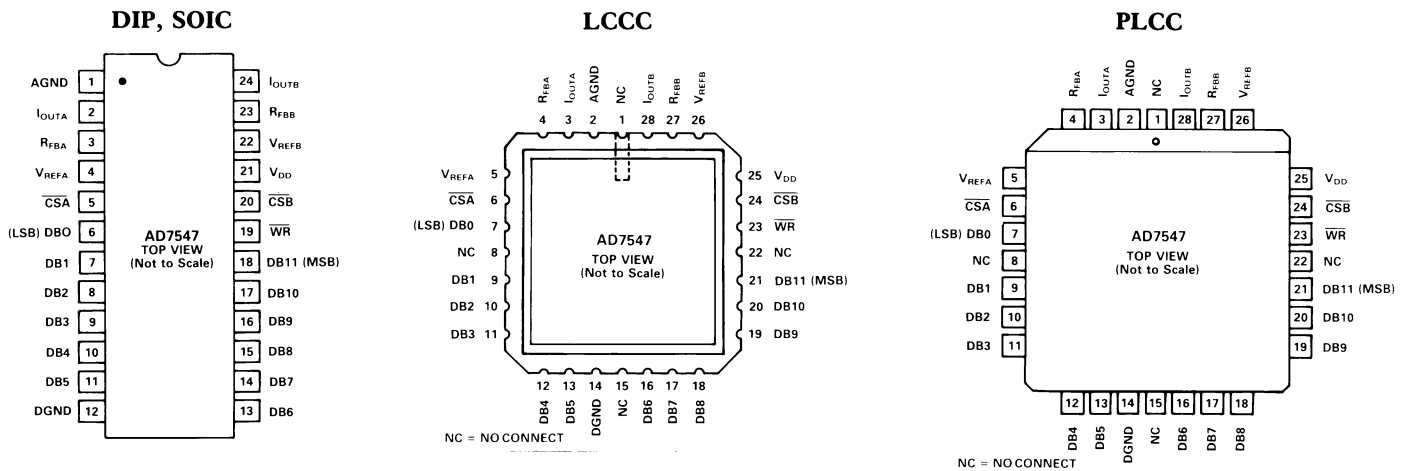 DIP, SOIC
AGND 1
I_OUTA 2
R_FBA 3
V_REFA 4
CSA 5
(LSB) DBO 6
DB1 7
DB2 8
DB3 9
DB4 10
DB5 11
DGND 12
24 I_OUTB
23 R_FBB
22 V_REFB
21 V_DD
20 CSB
19 WR
18 DB11 (MSB)
17 DB10
16 DB9
15 DB8
14 DB7
13 DB6
AD7547
TOP VIEW
(Not to Scale)
LCCC
R_FBA I_OUTA AGND NC I_OUTB R_FBB V_REFB
4 3 2 1 28 27 26
V_REFA 5
CSA 6
(LSB) DB0 7
NC 8
DB1 9
DB2 10
DB3 11
25 V_DD
24 CSB
23 WR
22 NC
21 DB11 (MSB)
20 DB10
19 DB9
AD7547
TOP VIEW
(Not to Scale)
12 13 14 15 16 17 18
DB4 DB5 DGND NC DB6 DB7 DB8
NC = NO CONNECT
PLCC
R_FBA I_OUTA AGND NC I_OUTB R_FBB V_REFB
4 3 2 1 28 27 26
V_REFA 5
CSA 6
(LSB) DB0 7
NC 8
DB1 9
DB2 10
DB3 11
25 V_DD
24 CSB
23 WR
22 NC
21 DB11 (MSB)
20 DB10
19 DB9
AD7547
TOP VIEW
(Not to Scale)
12 13 14 15 16 17 18
DB4 DB5 DGND NC DB6 DB7 DB8
NC = NO CONNECT